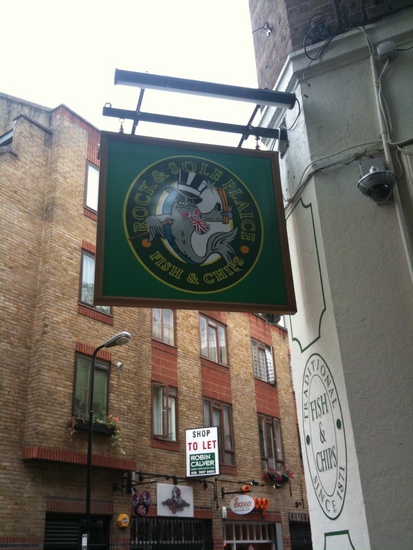 ROCK & SOLE PLAICE
FISH & CHIPS
SHOP
TO LET
ROBIN
CALVER
TRADITIONAL
FISH
&
CHIPS
SINCE 1871